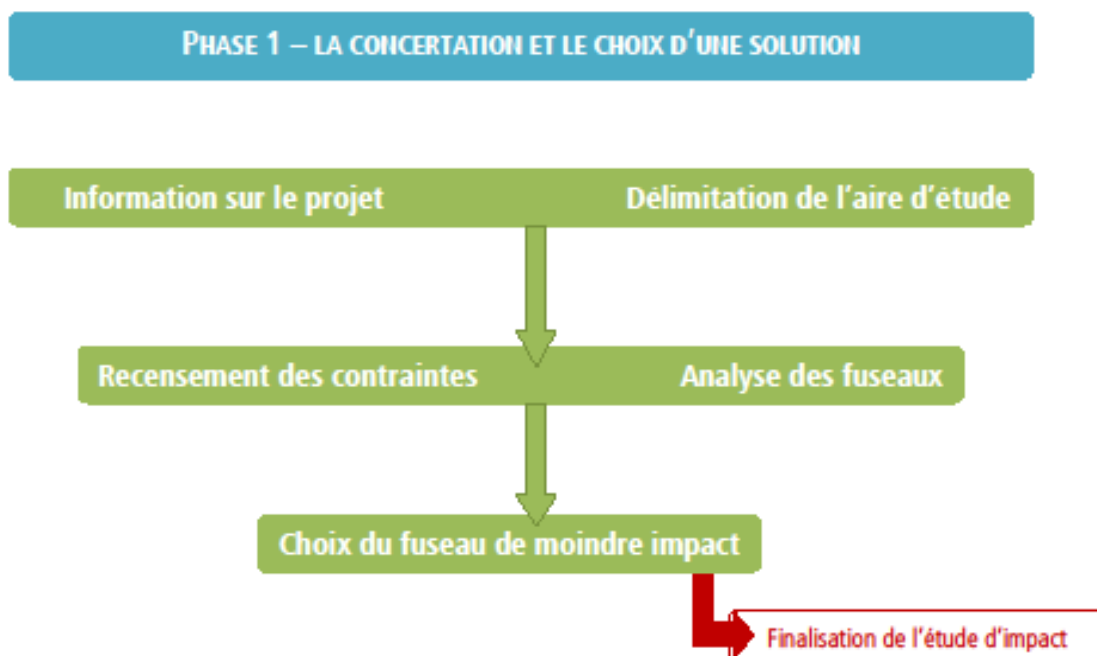 PHASE 1 – LA CONCERTATION ET LE CHOIX D'UNE SOLUTION
Information sur le projet Délimitation de l'aire d'étude
Recensement des contraintes Analyse des fuseaux
Choix du fuseau de moindre impact
Finalisation de l'étude d'impact